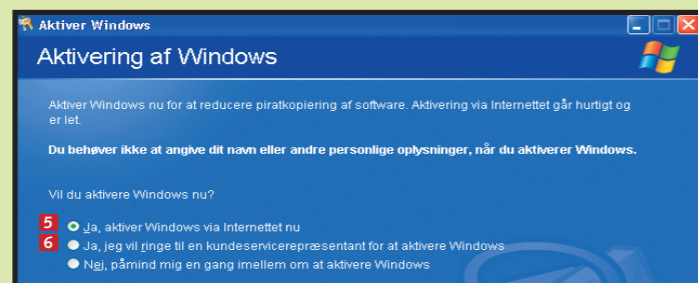 Aktiver Windows
Aktivering af Windows
Aktiver Windows nu for at reducere piratkopiering af software. Aktivering via Internettet går hurtigt og
er let.
Du behøver ikke at angive dit navn eller andre personlige oplysninger, når du aktiverer Windows.
Vil du aktivere Windows nu?
5 Ja, aktiver Windows via Internettet nu
6 Ja, jeg vil ringe til en kundeservicerepræsentant for at aktivere Windows
Nej, påmind mig en gang imellem om at aktivere Windows